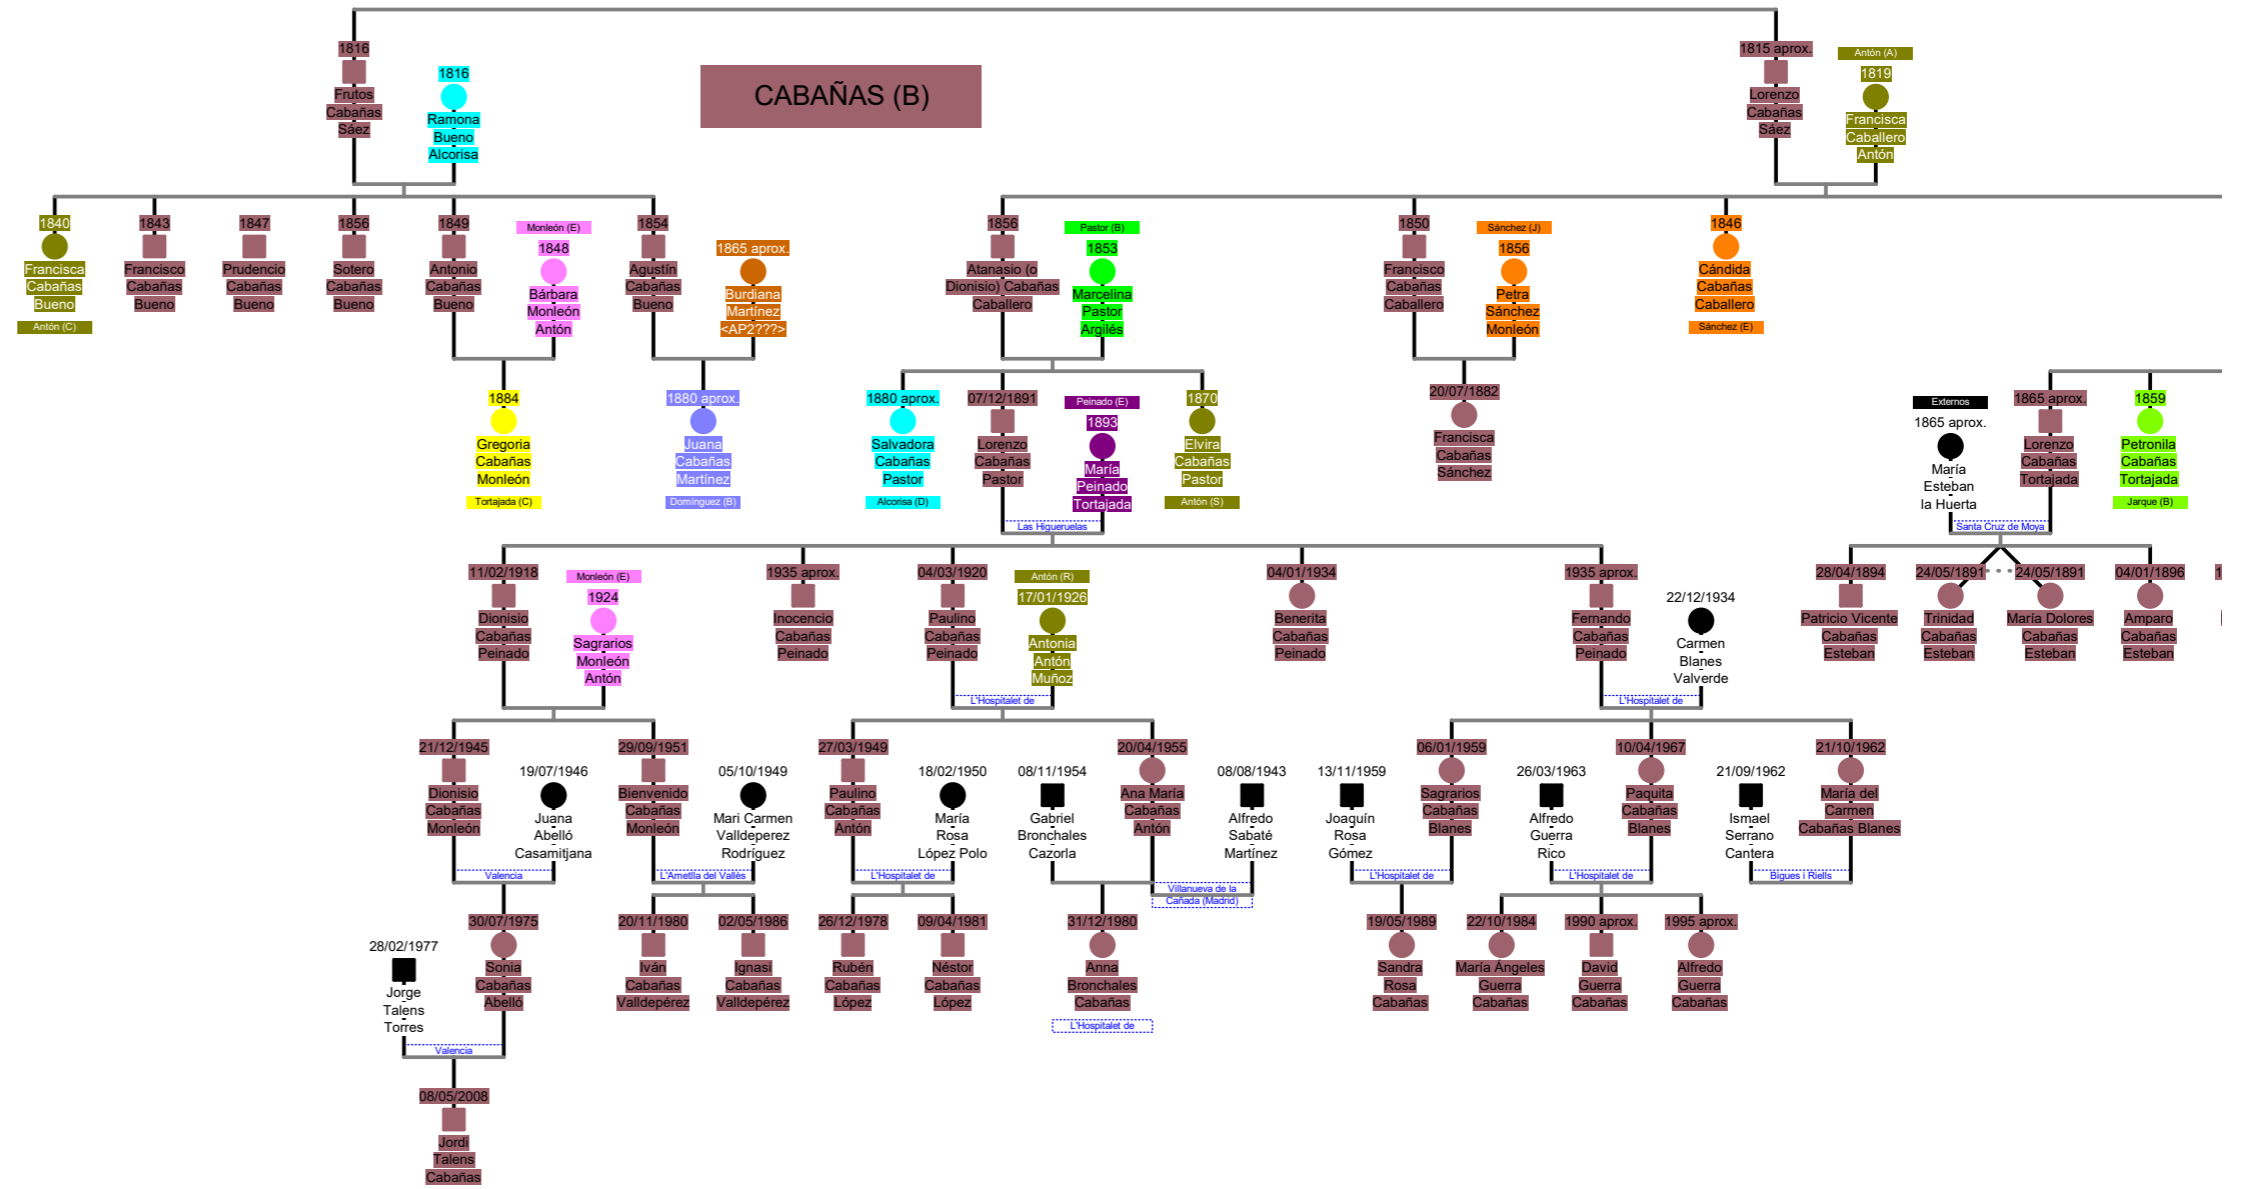 CABAÑAS (B)
1816
Frutos
Cabañas
Sáez
1816
Ramona
Bueno
Alcorisa
1815 aprox.
Lorenzo
Cabañas
Sáez
Antón (A)
1819
Francisca
Caballero
Antón
1840
Francisca
Cabañas
Bueno
Antón (C)
1843
Francisco
Cabañas
Bueno
1847
Prudencio
Cabañas
Bueno
1856
Sotero
Cabañas
Bueno
1849
Antonio
Cabañas
Bueno
Monleón (E)
1848
Bárbara
Monleón
Antón
1854
Agustín
Cabañas
Bueno
1865 aprox.
Burdiana
Martínez
<AP2???>
1856
Atanasio (o
Dionisio) Cabañas
Caballero
Pastor (B)
1853
Marcelina
Pastor
Argilés
1850
Francisco
Cabañas
Caballero
Sánchez (J)
1856
Petra
Sánchez
Monleón
1846
Cándida
Cabañas
Caballero
Sánchez (E)
1884
Gregoria
Cabañas
Monleón
Tortajada (C)
1880 aprox.
Juana
Cabañas
Martínez
Domínguez (B)
1880 aprox.
Salvadora
Cabañas
Pastor
Alcorisa (D)
07/12/1891
Lorenzo
Cabañas
Pastor
Peinado (E)
1893
María
Peinado
Tortajada
Las Higueruelas
1870
Elvira
Cabañas
Pastor
Antón (S)
20/07/1882
Francisca
Cabañas
Sánchez
Externos
1865 aprox.
María
Esteban
la Huerta
1865 aprox.
Lorenzo
Cabañas
Tortajada
Santa Cruz de Moya
1859
Petronila
Cabañas
Tortajada
Jarque (B)
11/02/1918
Dionisio
Cabañas
Peinado
Monleón (E)
1924
Sagrarios
Monleón
Antón
1935 aprox.
Inocencio
Cabañas
Peinado
04/03/1920
Paulino
Cabañas
Peinado
Antón (R)
17/01/1926
Antonia
Antón
Muñoz
L'Hospitalet de
04/01/1934
Benerita
Cabañas
Peinado
1935 aprox.
Fernando
Cabañas
Peinado
22/12/1934
Carmen
Blanes
Valverde
L'Hospitalet de
28/04/1894
Patricio Vicente
Cabañas
Esteban
24/05/1891
Trinidad
Cabañas
Esteban
24/05/1891
María Dolores
Cabañas
Esteban
04/01/1896
Amparo
Cabañas
Esteban
21/12/1945
Dionisio
Cabañas
Monleón
19/07/1946
Juana
Abelló
Casamitjana
Valencia
29/09/1951
Bienvenido
Cabañas
Monleón
05/10/1949
Mari Carmen
Valldeperez
Rodríguez
L'Ametlla del Vallès
27/03/1949
Paulino
Cabañas
Antón
18/02/1950
María
Rosa
López Polo
L'Hospitalet de
08/11/1954
Gabriel
Bronchales
Cazorla
20/04/1955
Ana María
Cabañas
Antón
08/08/1943
Alfredo
Sabaté
Martínez
Villanueva de la
Cañada (Madrid)
13/11/1959
Joaquín
Rosa
Gómez
06/01/1959
Sagrarios
Cabañas
Blanes
L'Hospitalet de
26/03/1963
Alfredo
Guerra
Rico
10/04/1967
Paquita
Cabañas
Blanes
L'Hospitalet de
21/09/1962
Ismael
Serrano
Cantera
21/10/1962
María del
Carmen
Cabañas Blanes
Bigues i Riells
28/02/1977
Jorge
Talens
Torres
30/07/1975
Sonia
Cabañas
Abelló
Valencia
20/11/1980
Iván
Cabañas
Valldepérez
02/05/1986
Ignasi
Cabañas
Valldepérez
26/12/1978
Rubén
Cabañas
López
09/04/1981
Néstor
Cabañas
López
31/12/1980
Anna
Bronchales
Cabañas
L'Hospitalet de
19/05/1989
Sandra
Rosa
Cabañas
22/10/1984
María Ángeles
Guerra
Cabañas
1990 aprox.
David
Guerra
Cabañas
1995 aprox.
Alfredo
Guerra
Cabañas
08/05/2008
Jordi
Talens
Cabañas